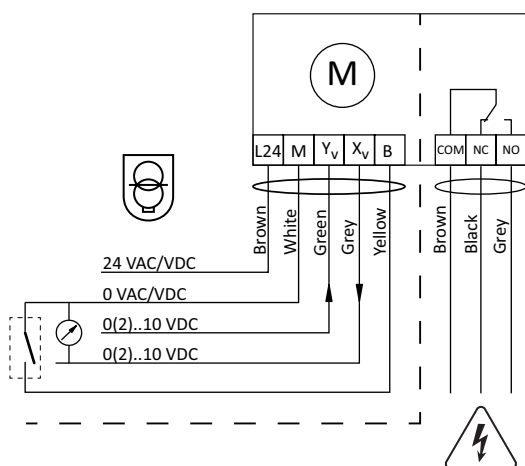 M
L24 M Yv Xv B COM NC NO
Brown White Green Grey Yellow Brown Black Grey
24 VAC/VDC
0 VAC/VDC
0(2)..10 VDC
0(2)..10 VDC